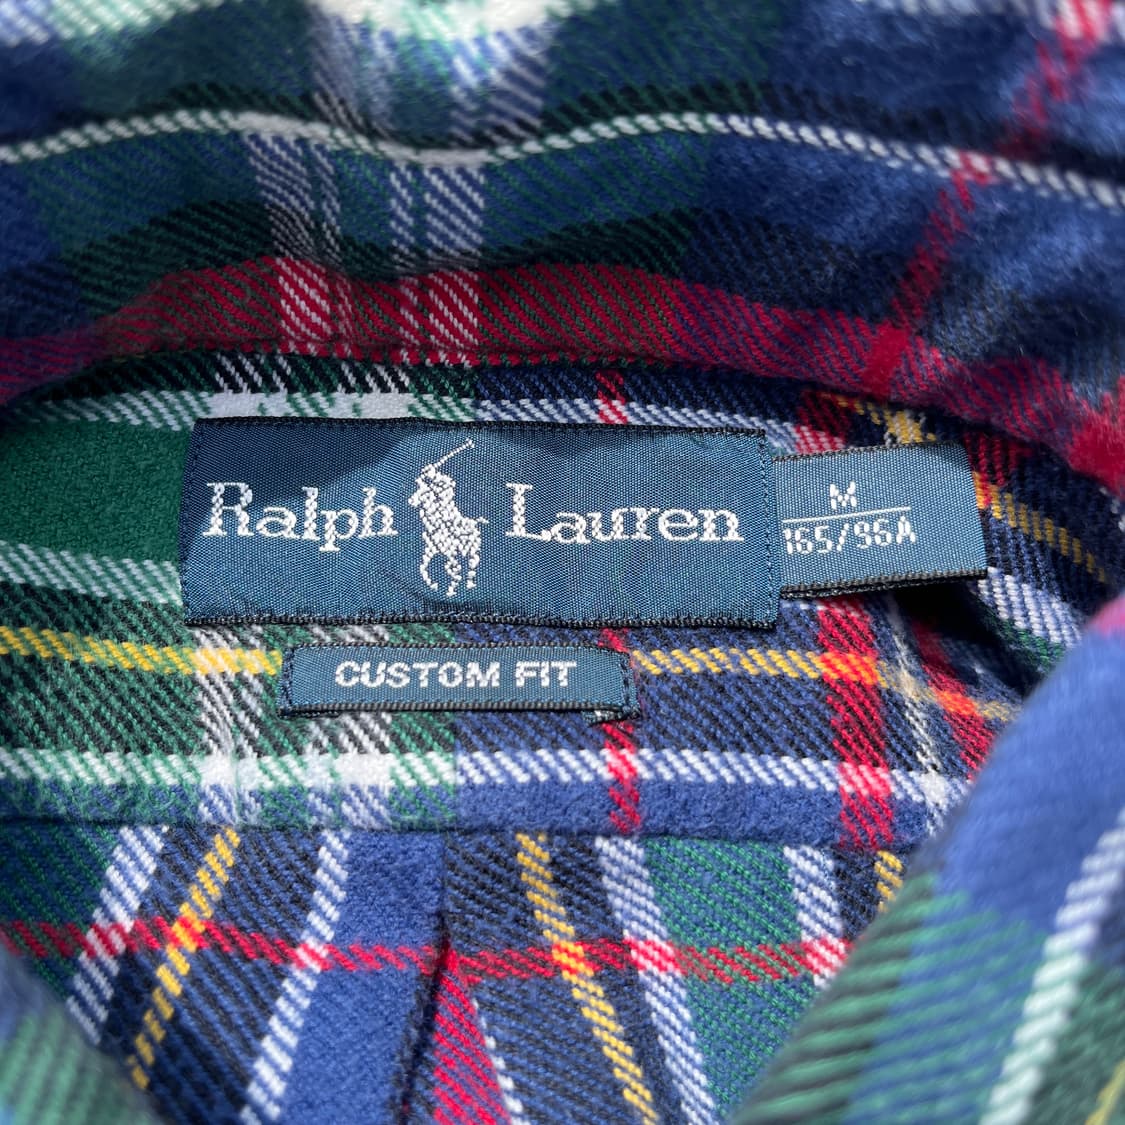 Ralph Lauren
M
165/96A
CUSTOM FIT